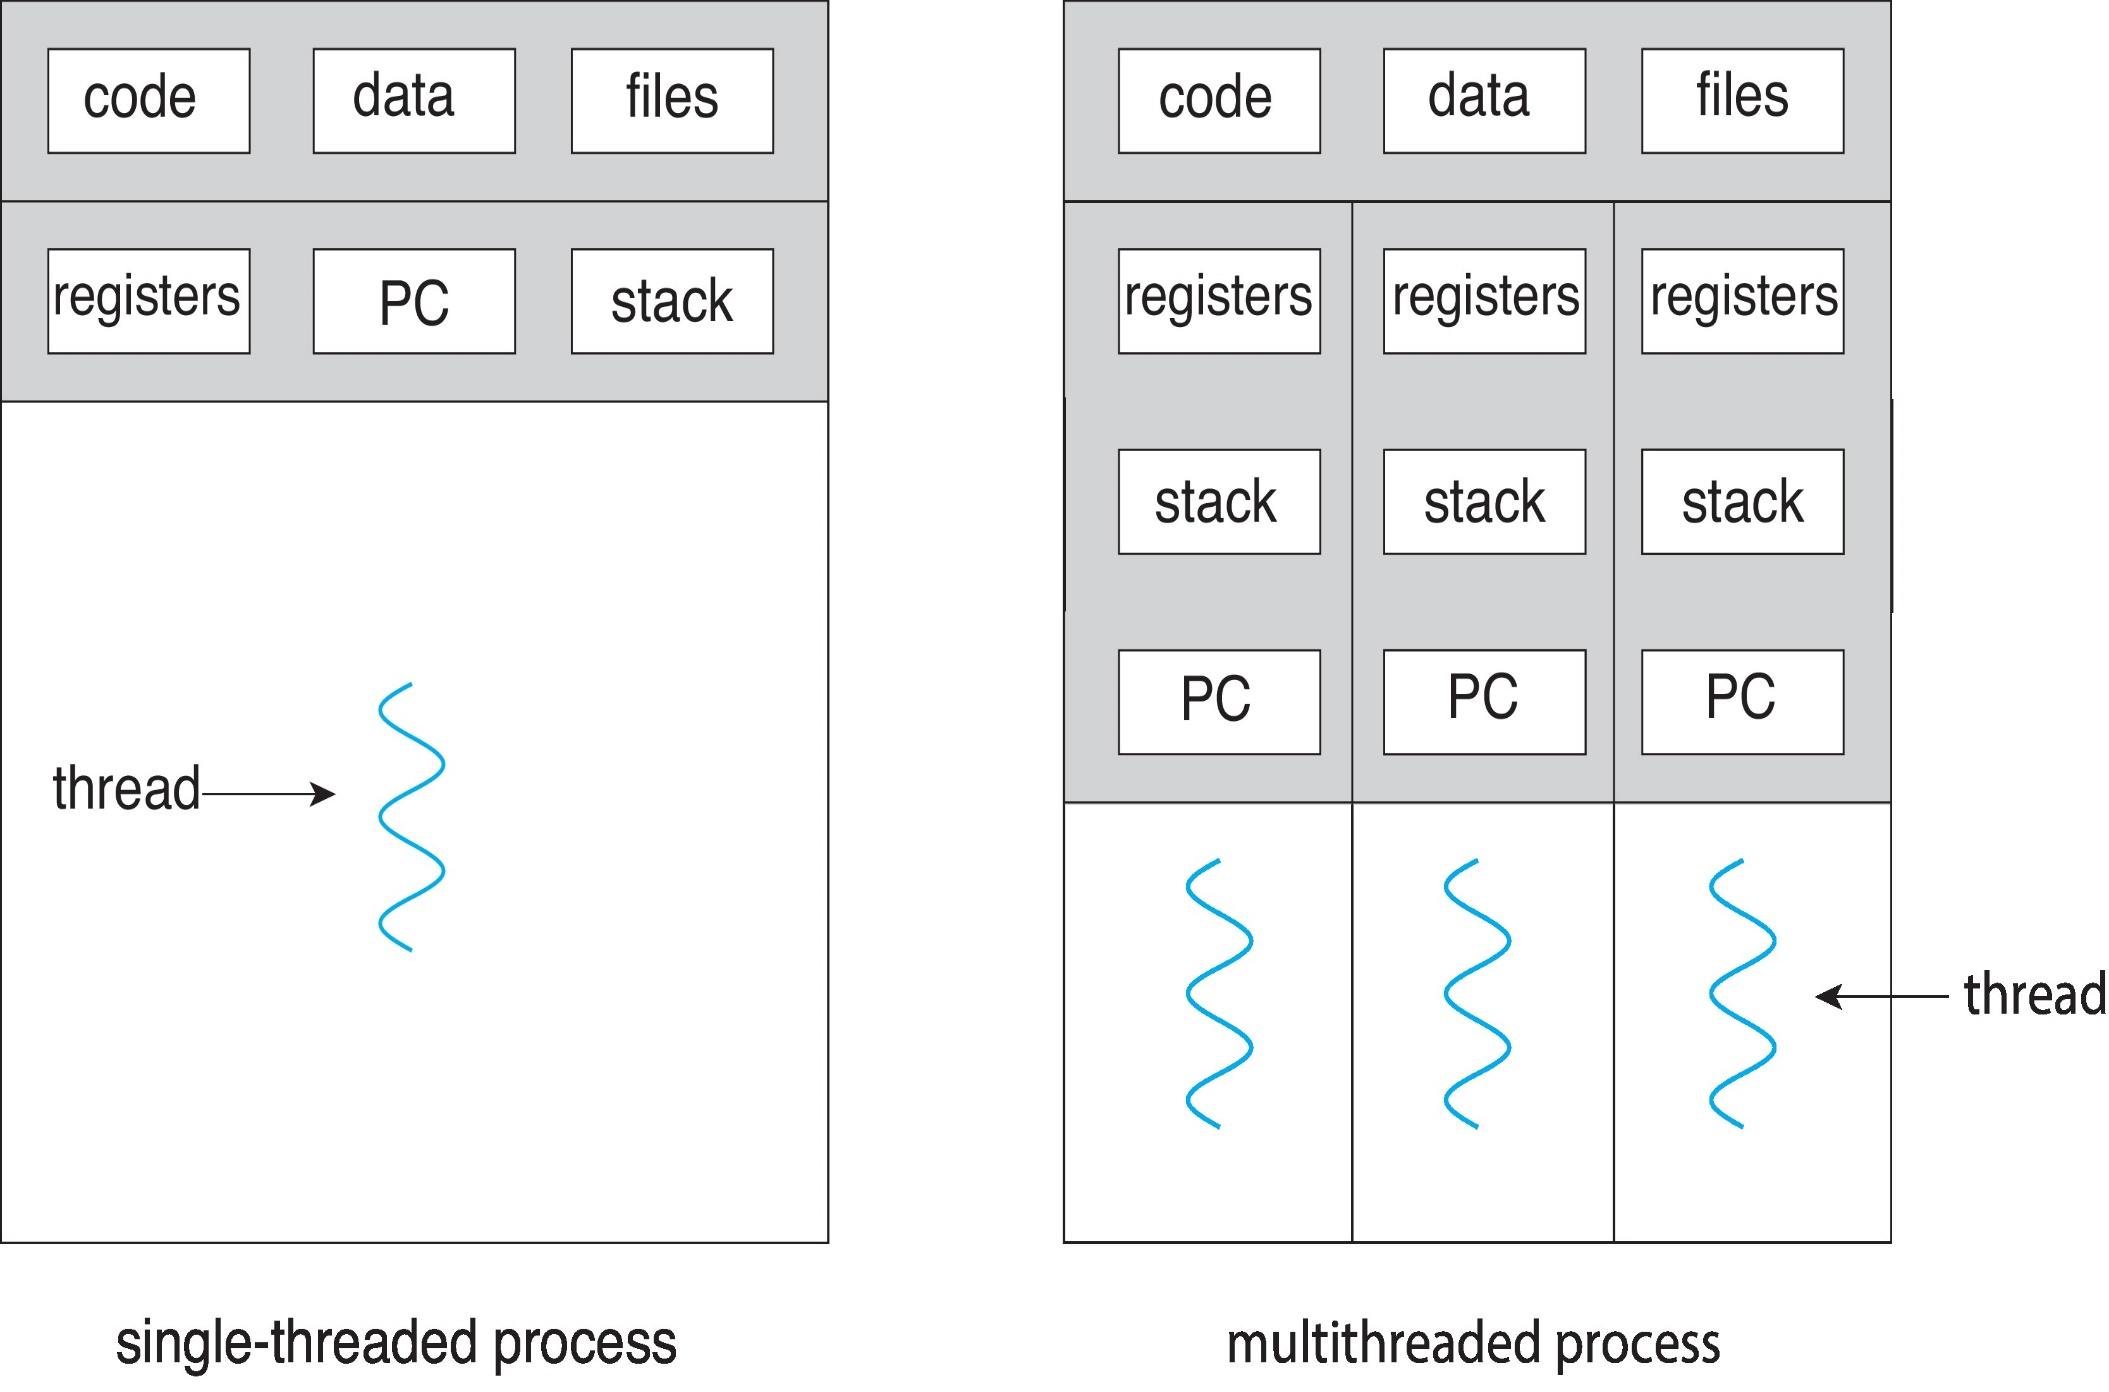 code data files
registers PC stack
thread
single-threaded process
code data files
registers registers registers
stack stack stack
PC PC PC
thread
multithreaded process